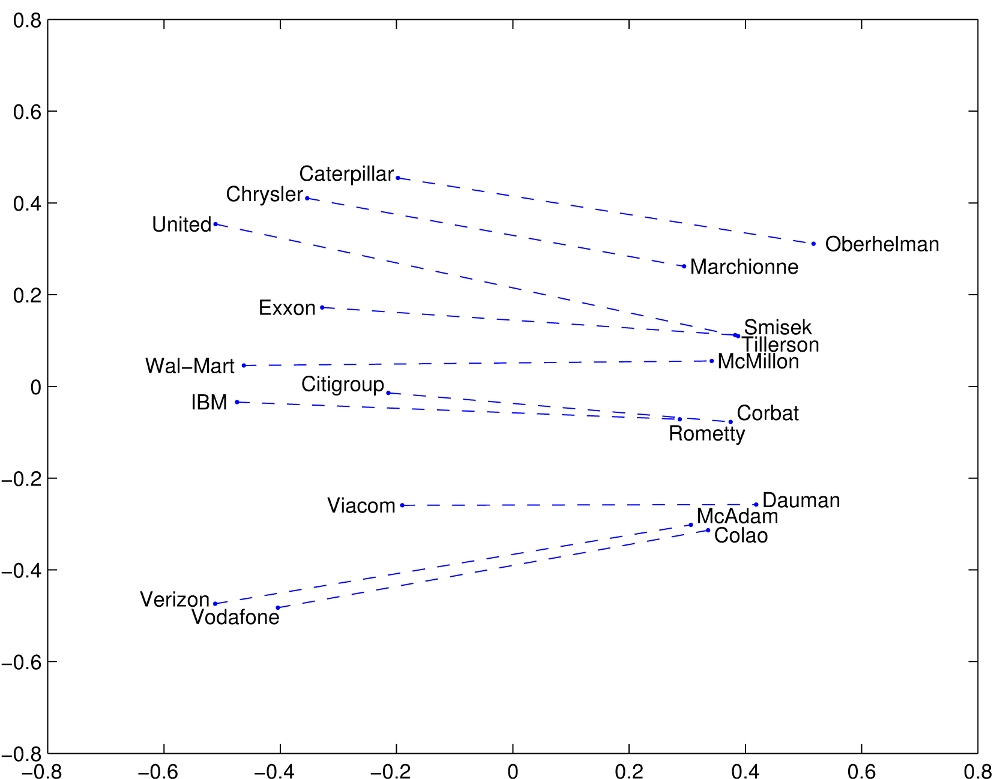 0.8
Caterpillar
Chrysler
United
Oberhelman
Marchionne
Exxon
Smisek
Tillerson
Wal−Mart
McMillon
Citigroup
IBM
Corbat
Rometty
Viacom
Dauman
McAdam
Colao
Verizon
Vodafone
0.6
0.4
0.2
0
−0.2
−0.4
−0.6
−0.8
−0.8 −0.6 −0.4 −0.2 0 0.2 0.4 0.6 0.8